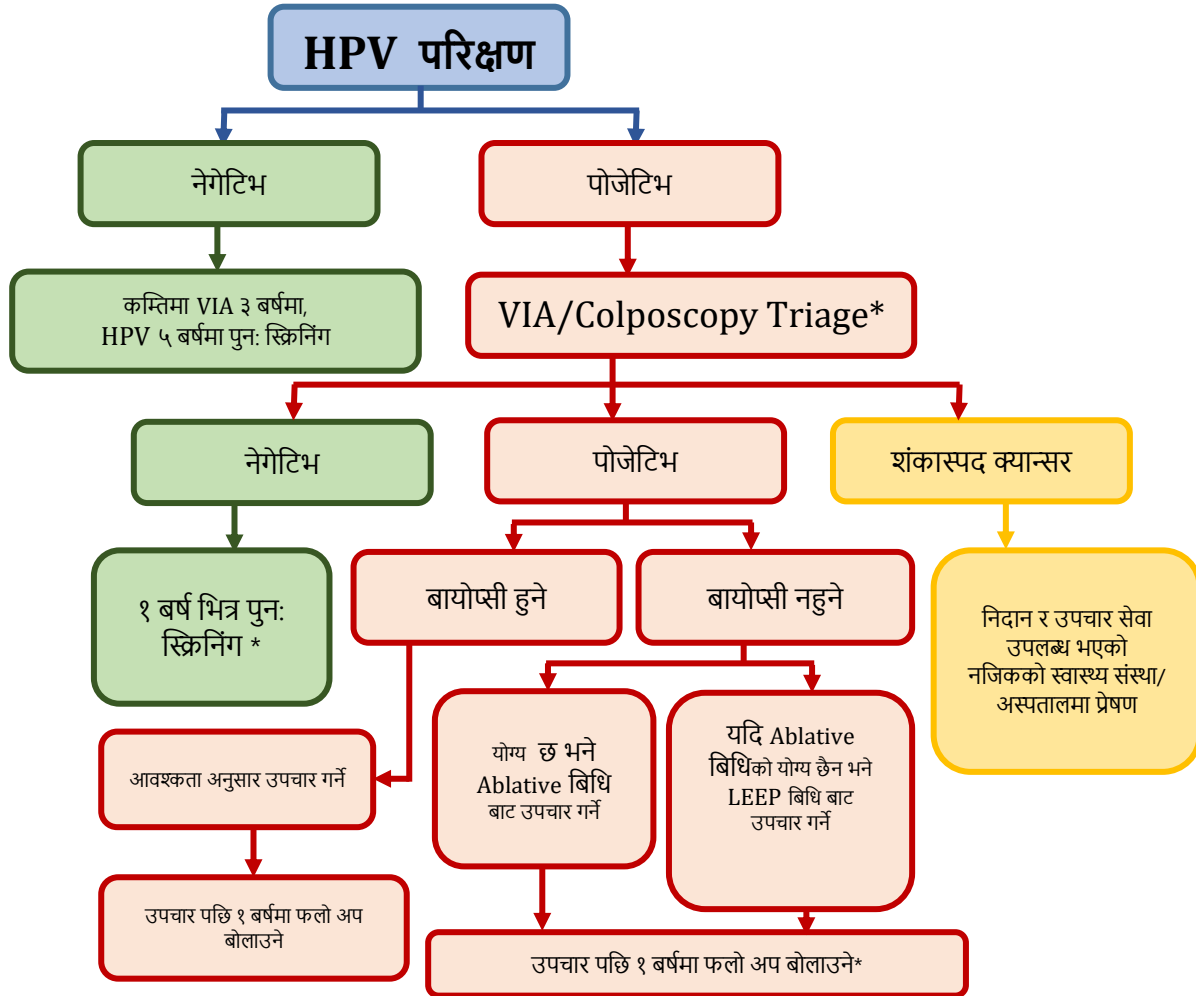 HPV परिक्षण
नेगेटिभ
पोजेटिभ
कम्तिमा VIA ३ बर्षमा,
HPV ५ बर्षमा पुन: स्क्रिनिंग
VIA/Colposcopy Triage*
नेगेटिभ
पोजेटिभ
शंकास्पद क्यान्सर
१ बर्ष भित्र पुन:
स्क्रिनिंग *
बायोप्सी हुने
बायोप्सी नहुने
निदान र उपचार सेवा
उपलब्ध भएको
नजिकको स्वास्थ्य संस्था/
अस्पतालमा प्रेषण
आवश्कता अनुसार उपचार गर्ने
योग्य छ भने
Ablative बिधि
बाट उपचार गर्ने
यदि Ablative
बिधिको योग्य छैन भने
LEEP बिधि बाट
उपचार गर्ने
उपचार पछि १ बर्षमा फलो अप
बोलाउने
उपचार पछि १ बर्षमा फलो अप बोलाउने*